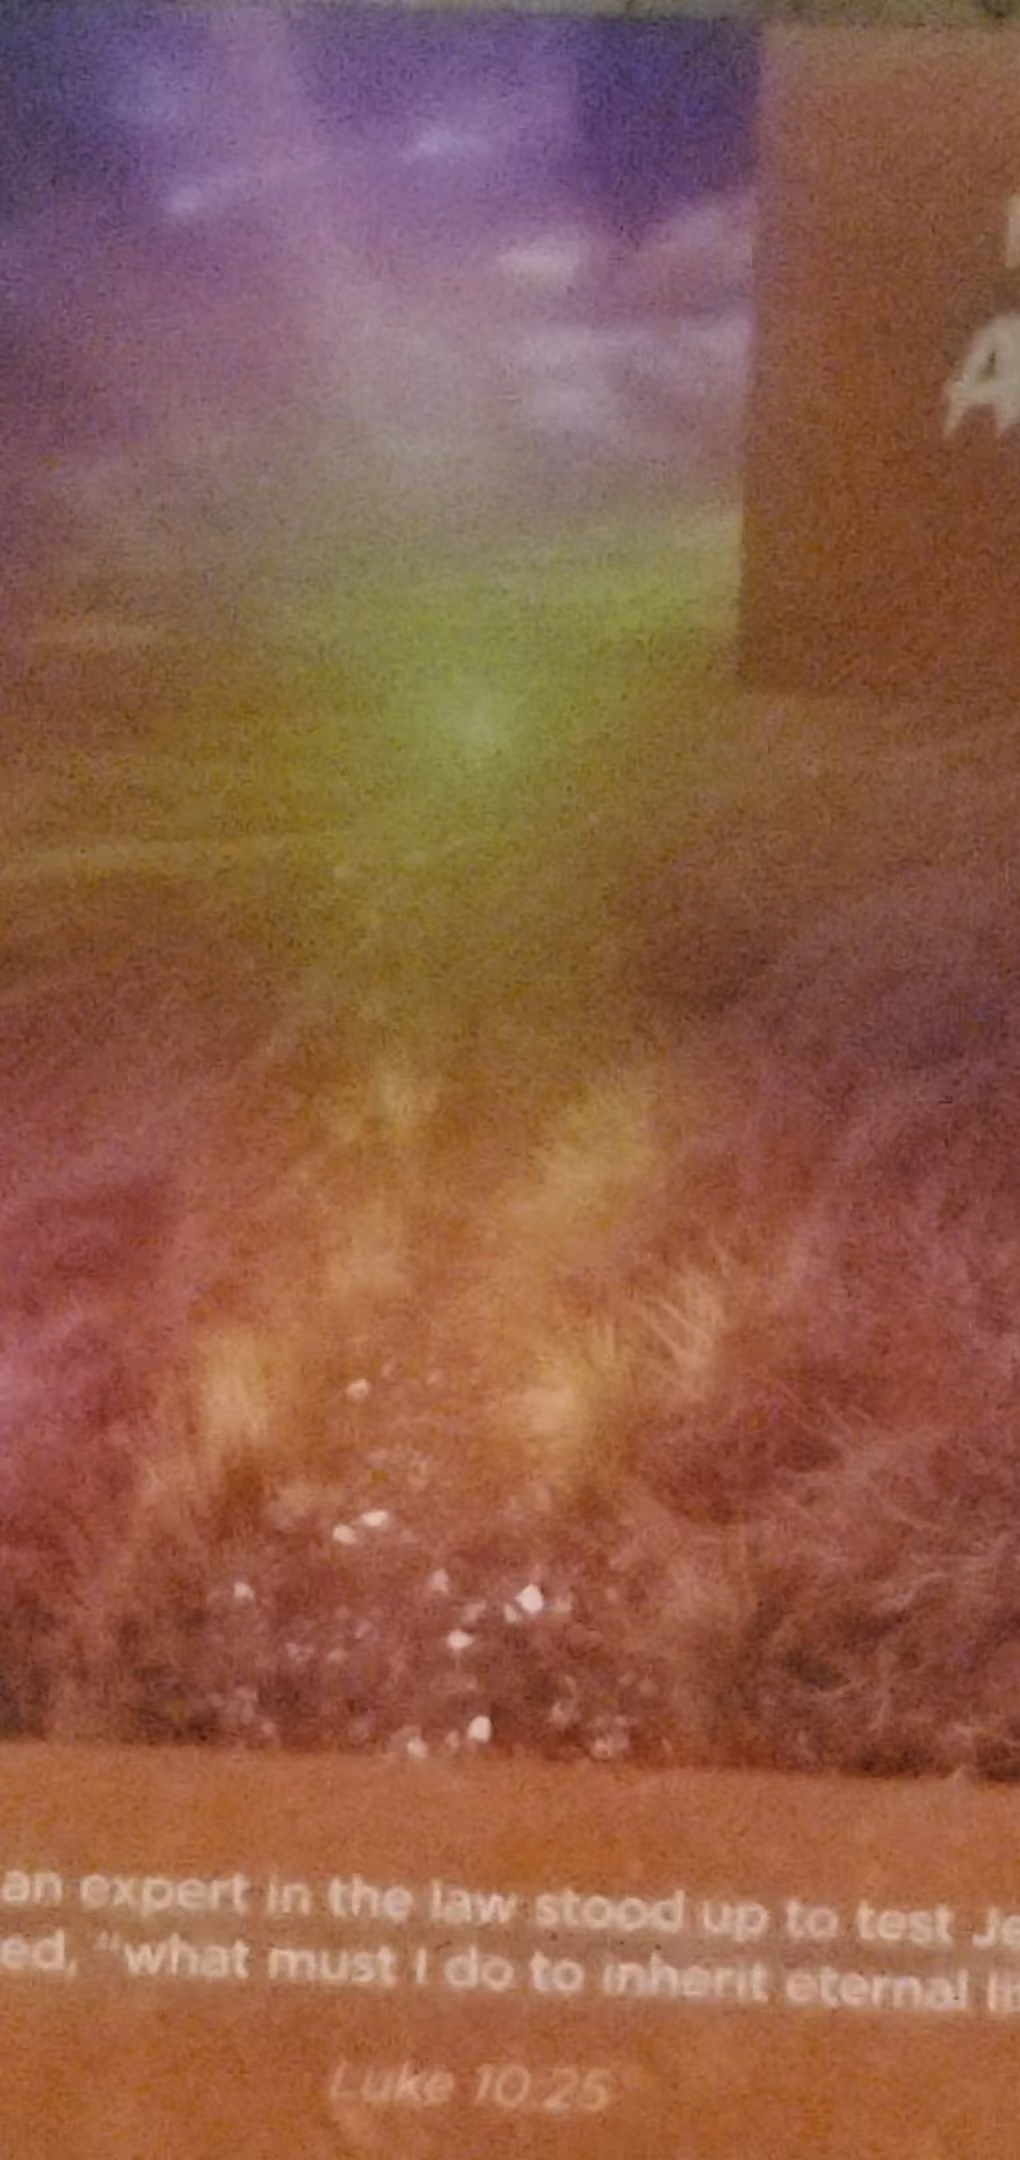 A
an expert in the law stood up to test Je
ed, "what must I do to inherit eternal li
Luke 10:25